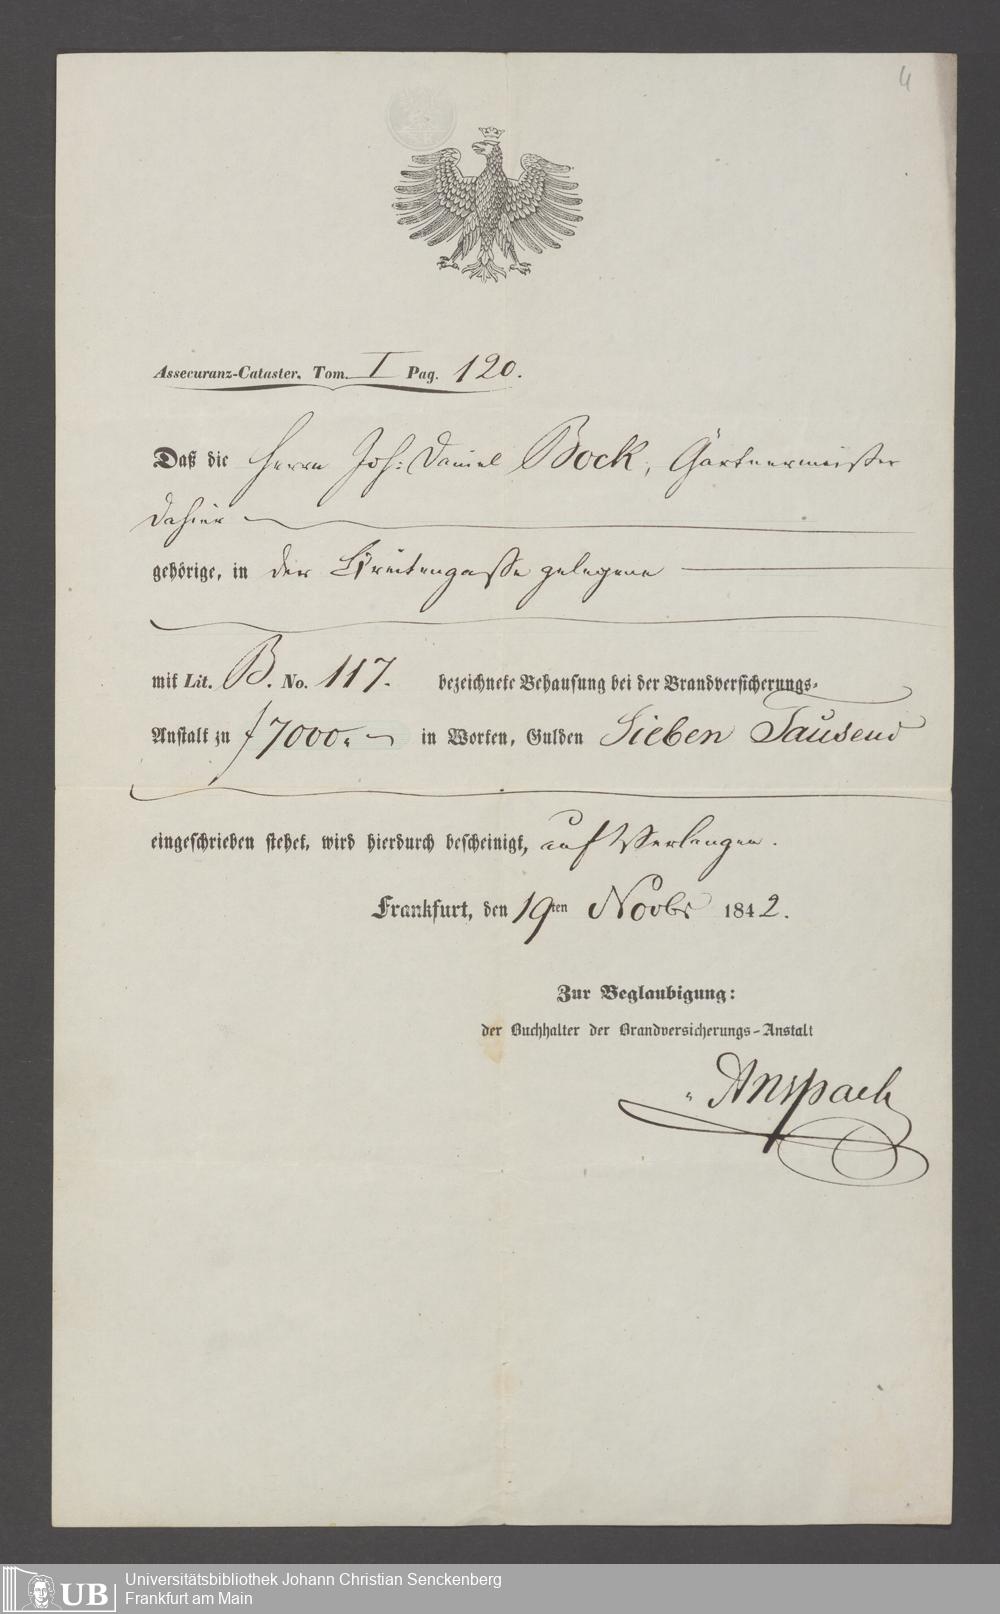 4
Assecuranz-Cataster. Tom. I Pag. 120.
Daß die Herrn Joh: Daniel Bock, Gärtnermeister
dahier
gehörige, in der Breitengasse gelegene
mit Lit. B. No. 117. bezeichnete Behausung bei der Brandversicherungs-
Anstalt zu f 7000.- in Worten, Gulden Sieben Tausend
eingeschrieben stehet, wird hierdurch bescheinigt, auf Verlangen.
Frankfurt, den 19ten Novbr 1842.
Zur Beglaubigung:
der Buchhalter der Brandversicherungs-Anstalt
Anspach
UB
Universitätsbibliothek Johann Christian Senckenberg
Frankfurt am Main